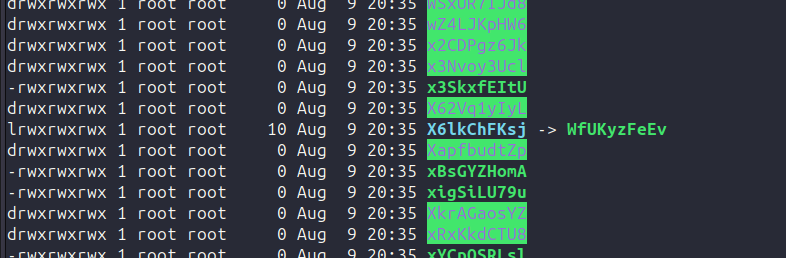 drwxrwxrwx 1 root root     0 Aug  9 20:35 WSxUR71Jd8
drwxrwxrwx 1 root root     0 Aug  9 20:35 wZ4LJKpHW6
drwxrwxrwx 1 root root     0 Aug  9 20:35 x2CDPgz6Jk
drwxrwxrwx 1 root root     0 Aug  9 20:35 x3Nvoy3Ucl
-rwxrwxrwx 1 root root     0 Aug  9 20:35 x3SkxfEItU
drwxrwxrwx 1 root root     0 Aug  9 20:35 X62Vq1yIyL
lrwxrwxrwx 1 root root    10 Aug  9 20:35 X6lkChFKsj -> WfUKyzFeEv
drwxrwxrwx 1 root root     0 Aug  9 20:35 XapfbudtZp
-rwxrwxrwx 1 root root     0 Aug  9 20:35 xBsGYZHomA
-rwxrwxrwx 1 root root     0 Aug  9 20:35 xigSiLU79u
drwxrwxrwx 1 root root     0 Aug  9 20:35 XkrAGaosYZ
drwxrwxrwx 1 root root     0 Aug  9 20:35 xRxKkdCTU8
-rwxrwxrwx 1 root root     0 Aug  9 20:35 xYCpOSRLsl